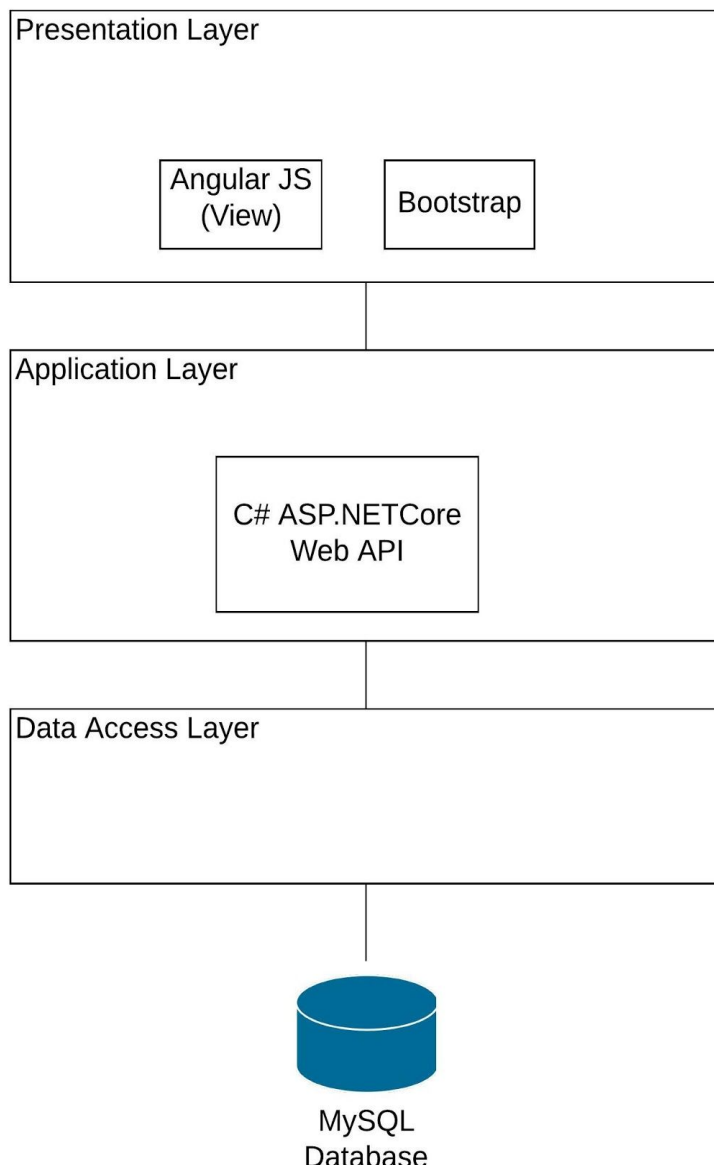 Presentation Layer
Angular JS
(View)
Bootstrap
Application Layer
C# ASP.NETCore
Web API
Data Access Layer
MySQL
Database